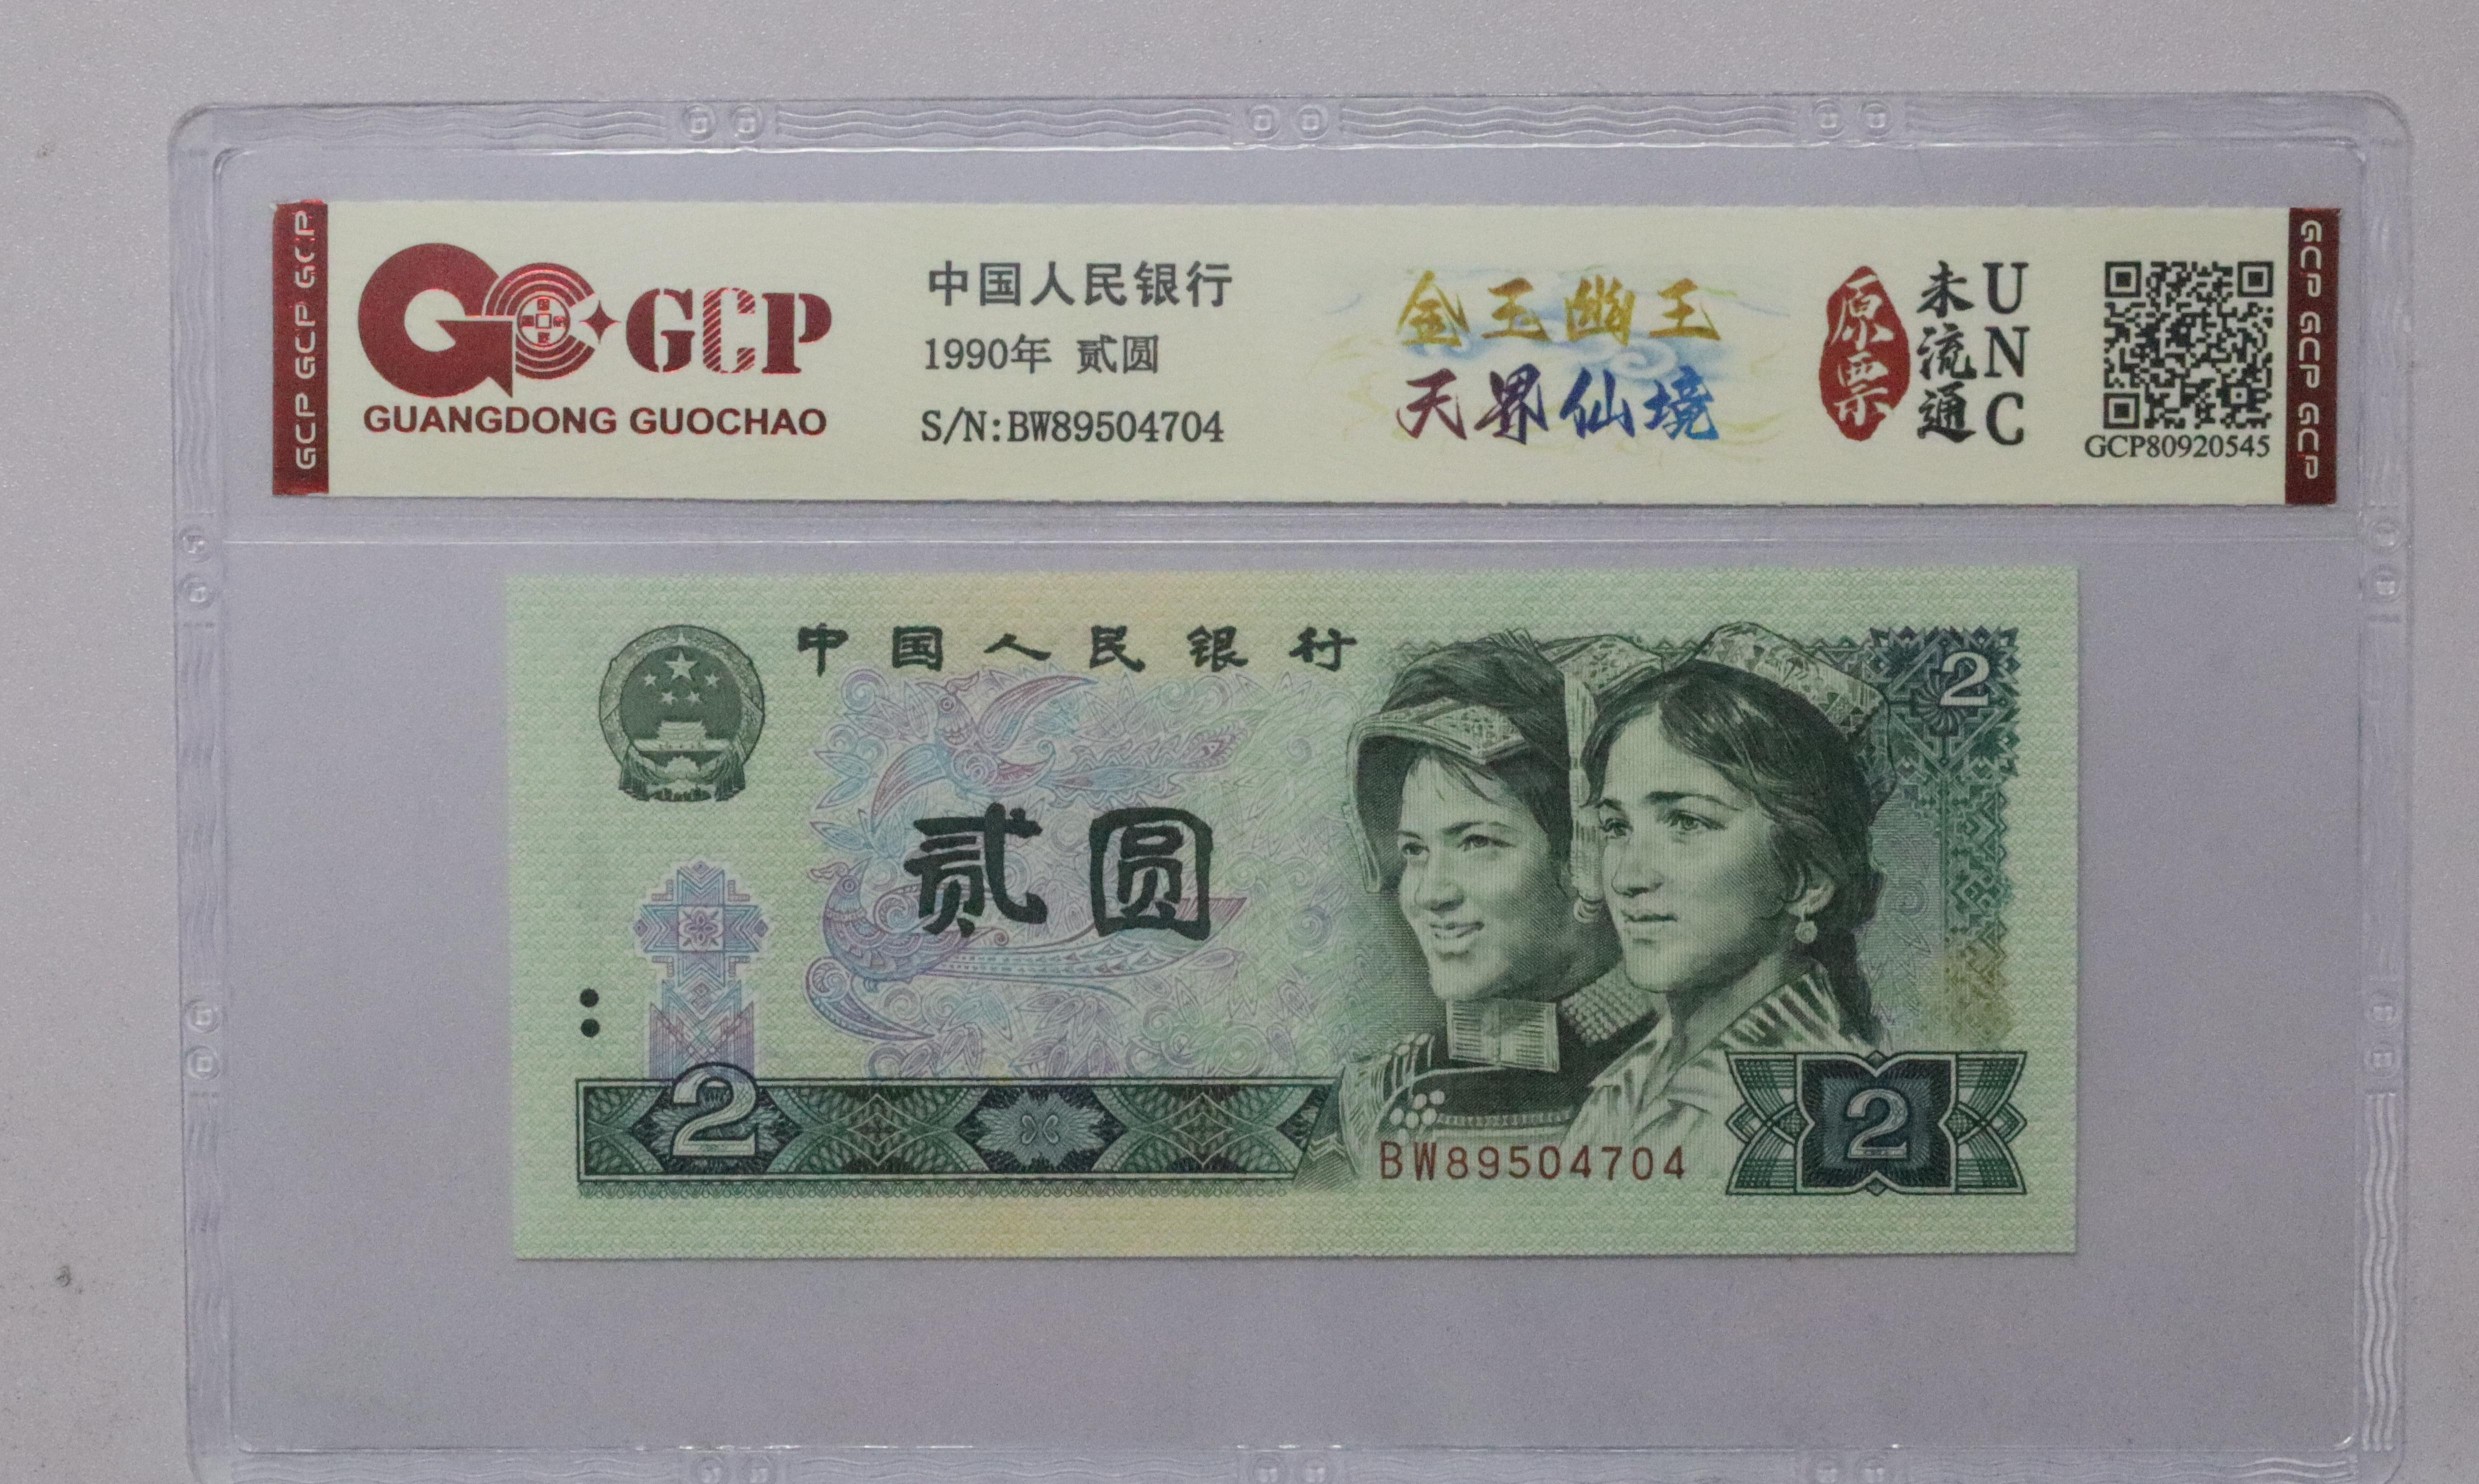 GCP GCP GCP
GCP
GUANGDONG GUOCHAO
中国人民银行
1990年 贰圆
S/N:BW89504704
金玉幽王
天界仙境
原票
未流通
UNC
GCP80920545
GCP GCP GCP
中国人民银行
2
贰圆
2
BW89504704
2